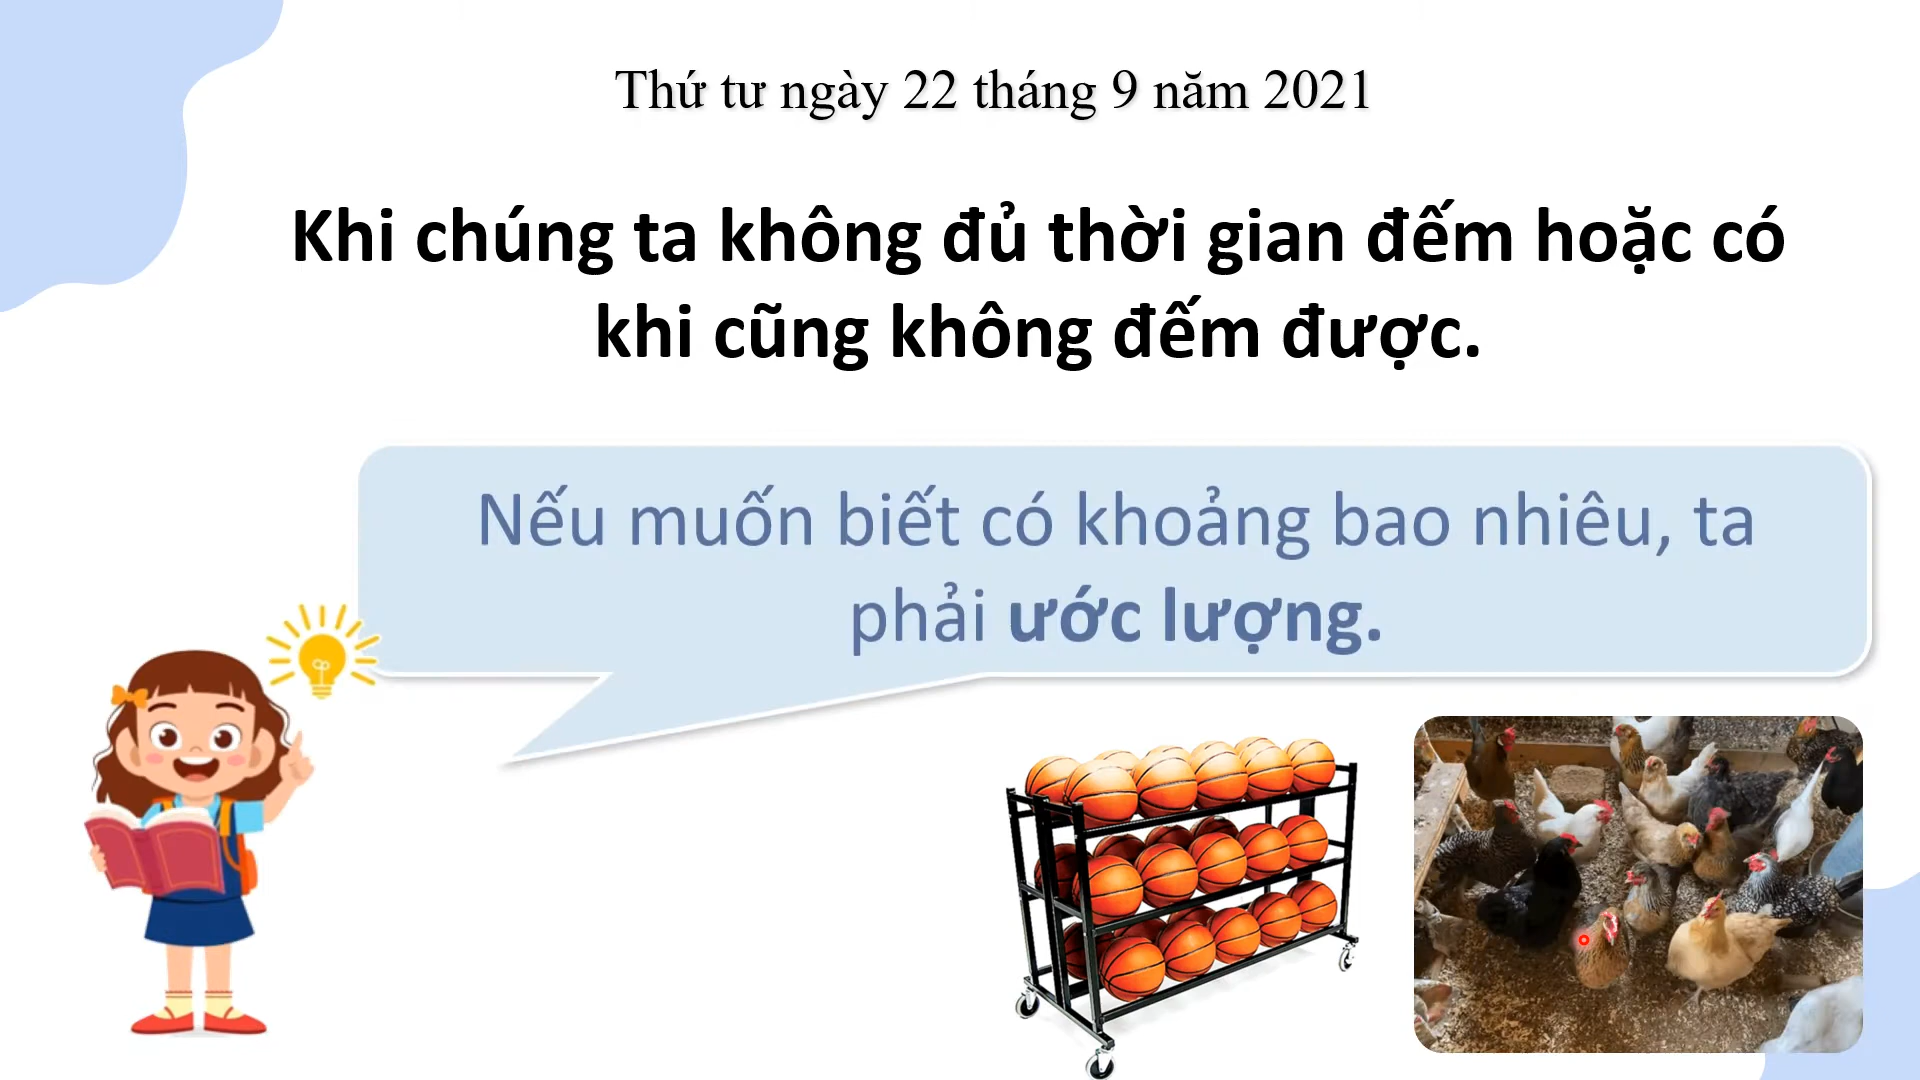 Thứ tư ngày 22 tháng 9 năm 2021
Khi chúng ta không đủ thời gian đếm hoặc có
khi cũng không đếm được.
Nếu muốn biết có khoảng bao nhiêu, ta
phải ước lượng.